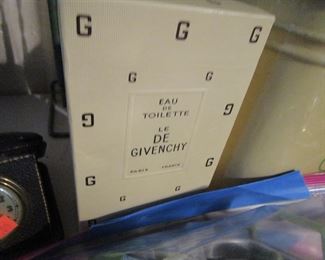 G G G
G G
EAU
DE
TOILETTE
G G
LE
DE
GIVENCHY
G G
PARIS FRANCE
G G G